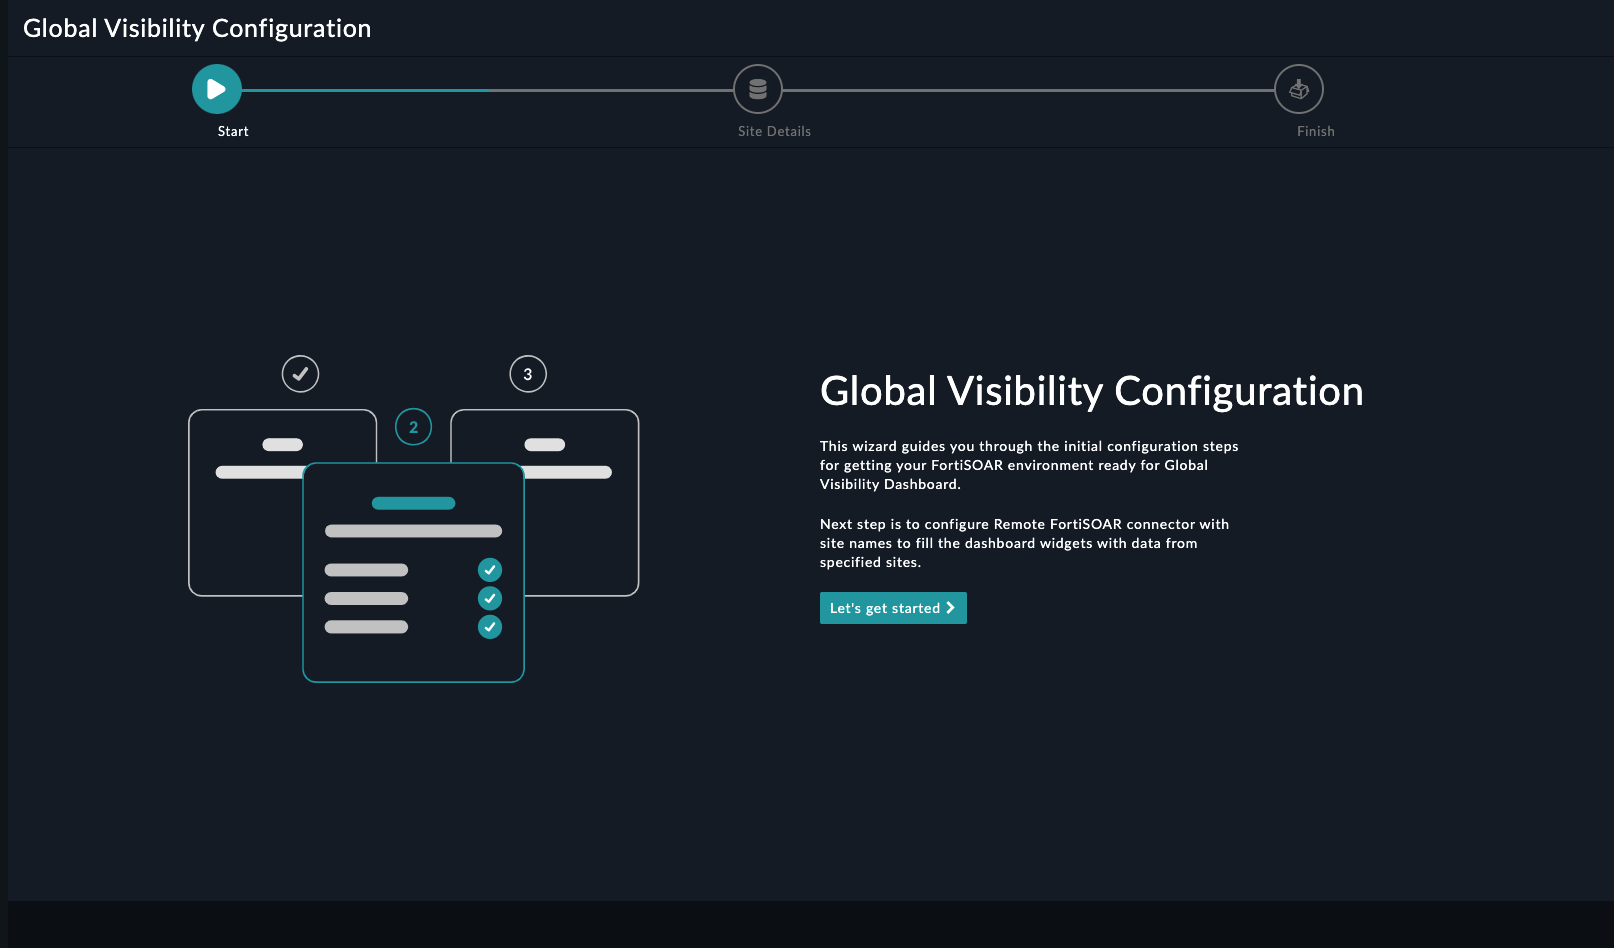 Global Visibility Configuration
Start
Site Details
Finish
3
2
Global Visibility Configuration
This wizard guides you through the initial configuration steps
for getting your FortiSOAR environment ready for Global
Visibility Dashboard.
Next step is to configure Remote FortiSOAR connector with
site names to fill the dashboard widgets with data from
specified sites.
Let's get started